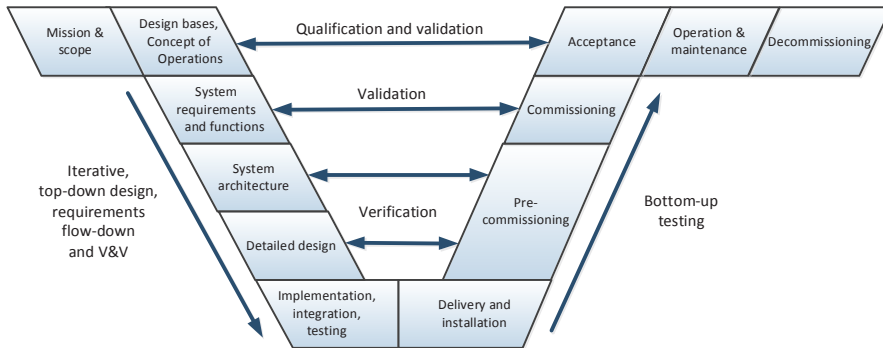 Mission &
scope
Design bases,
Concept of
Operations
Qualification and validation
Acceptance
Operation &
maintenance
Decommissioning
System
requirements
and functions
Validation
Commissioning
Iterative,
top-down design,
requirements
flow-down
and V&V
System
architecture
Verification
Pre-
commissioning
Bottom-up
testing
Detailed design
Implementation,
integration,
testing
Delivery and
installation